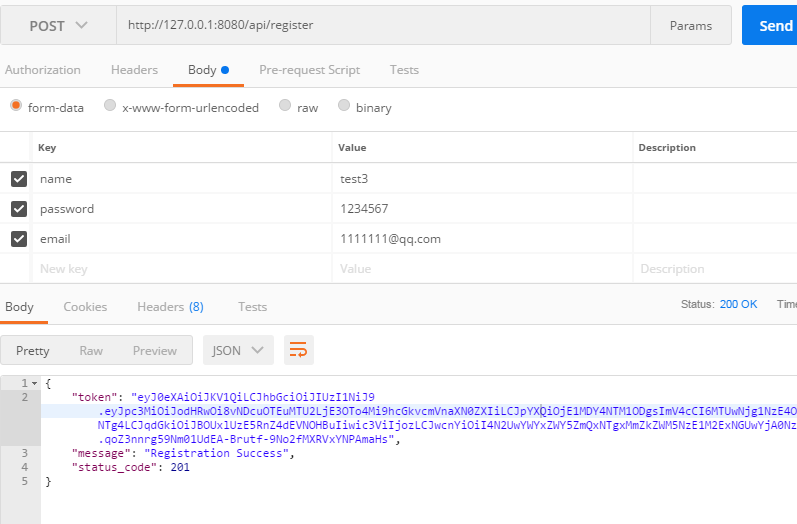 POST http://127.0.0.1:8080/api/register Params Send
Authorization Headers Body Pre-request Script Tests
form-data x-www-form-urlencoded raw binary
Key Value Description
name test3
password 1234567
email 1111111@qq.com
New key Value Description
Body Cookies Headers (8) Tests Status: 200 OK Time
Pretty Raw Preview JSON
1 {
2 "token": "eyJ0eXAiOiJKV1QiLCJhbGciOiJIUzI1NiJ9
.eyJpc3MiOiJodHRwOi8vNDcuOTEuMTU2LjE3OTo4Mi9hcGkvcmVnaXN0ZXIiLCJpYXQiOjE1MDY4NTM1ODgsImV4cCI6MTUwNjg1NzE4O
NTg4LCJqdGkiOiJBOUx1UzE5RnZ4dEVNOHBuIiwic3ViIjozLCJwcnYiOiI4N2UwYWYxZWY5ZmQxNTgxMmZkZWM5NzE1M2ExNGUwYjA0Nz
.qoZ3nnrg59Nm01UdEA-Brutf-9No2fMXRVxYNPAmaHs",
3 "message": "Registration Success",
4 "status_code": 201
5 }